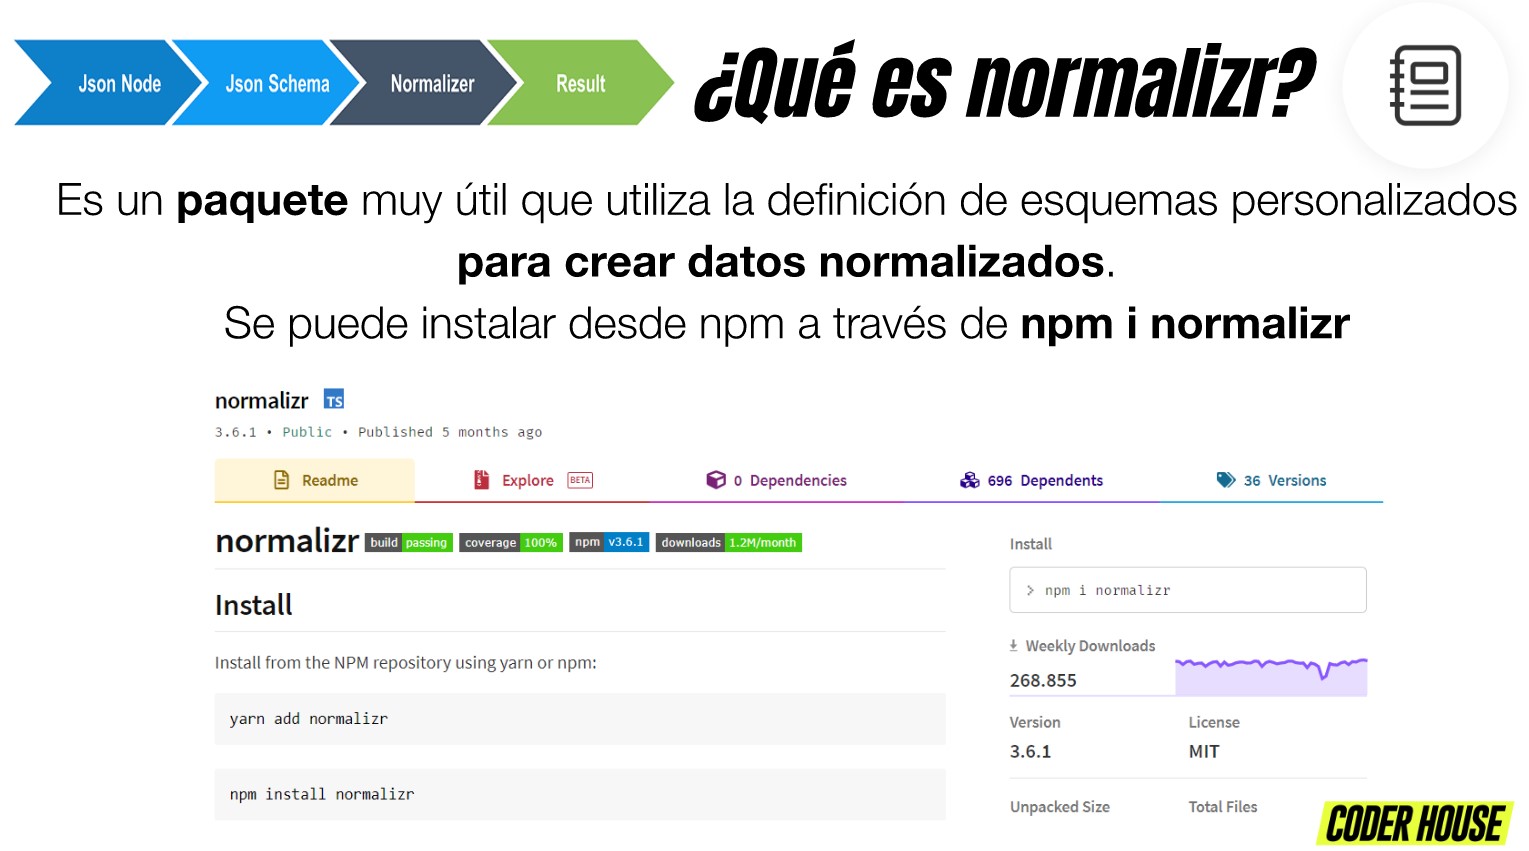 Json Node Json Schema Normalizer Result
¿Qué es normalizr?
Es un paquete muy útil que utiliza la definición de esquemas personalizados
para crear datos normalizados.
Se puede instalar desde npm a través de npm i normalizr
normalizr TS
3.6.1 • Public • Published 5 months ago
Readme Explore BETA 0 Dependencies 696 Dependents 36 Versions
normalizr build passing coverage 100% npm v3.6.1 downloads 1.2M/month
Install
Install from the NPM repository using yarn or npm:
yarn add normalizr
npm install normalizr
Install
> npm i normalizr
Weekly Downloads
268.855
Version License
3.6.1 MIT
Unpacked Size Total Files
CODER HOUSE